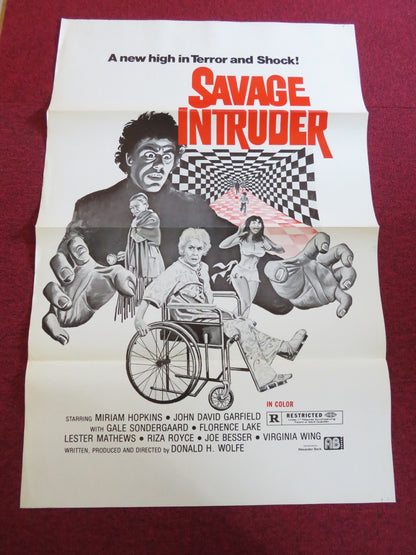 A new high in Terror and Shock!
SAVAGE
INTRUDER
IN COLOR
STARRING MIRIAM HOPKINS • JOHN DAVID GARFIELD
WITH GALE SONDERGAARD • FLORENCE LAKE
LESTER MATHEWS • RIZA ROYCE • JOE BESSER • VIRGINIA WING
WRITTEN, PRODUCED AND DIRECTED by DONALD H. WOLFE
R RESTRICTED